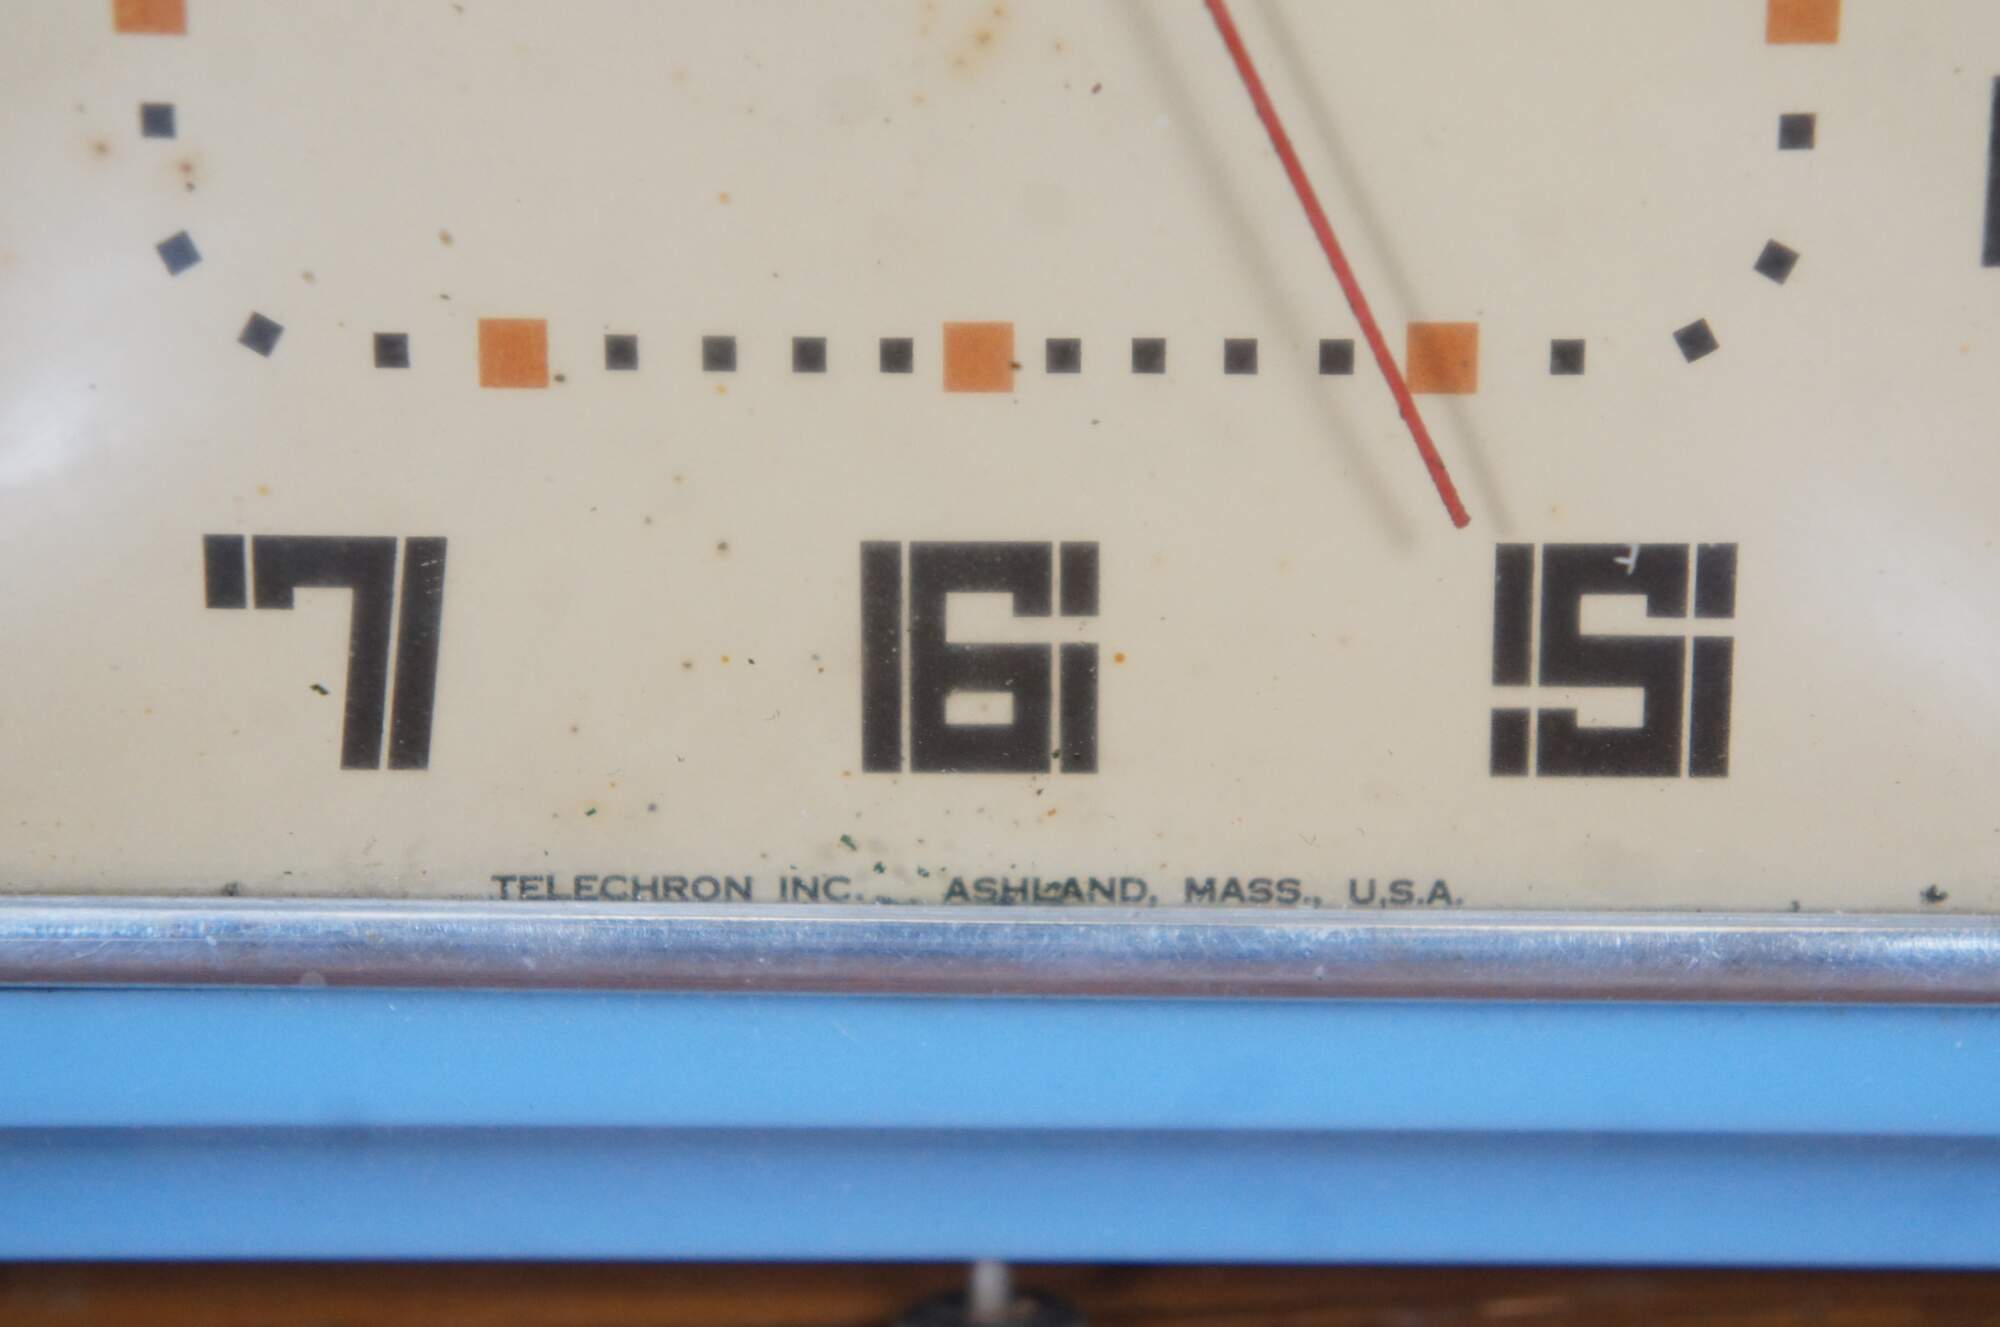 7 6 5
TELECHRON INC. ASHLAND, MASS., U.S.A.